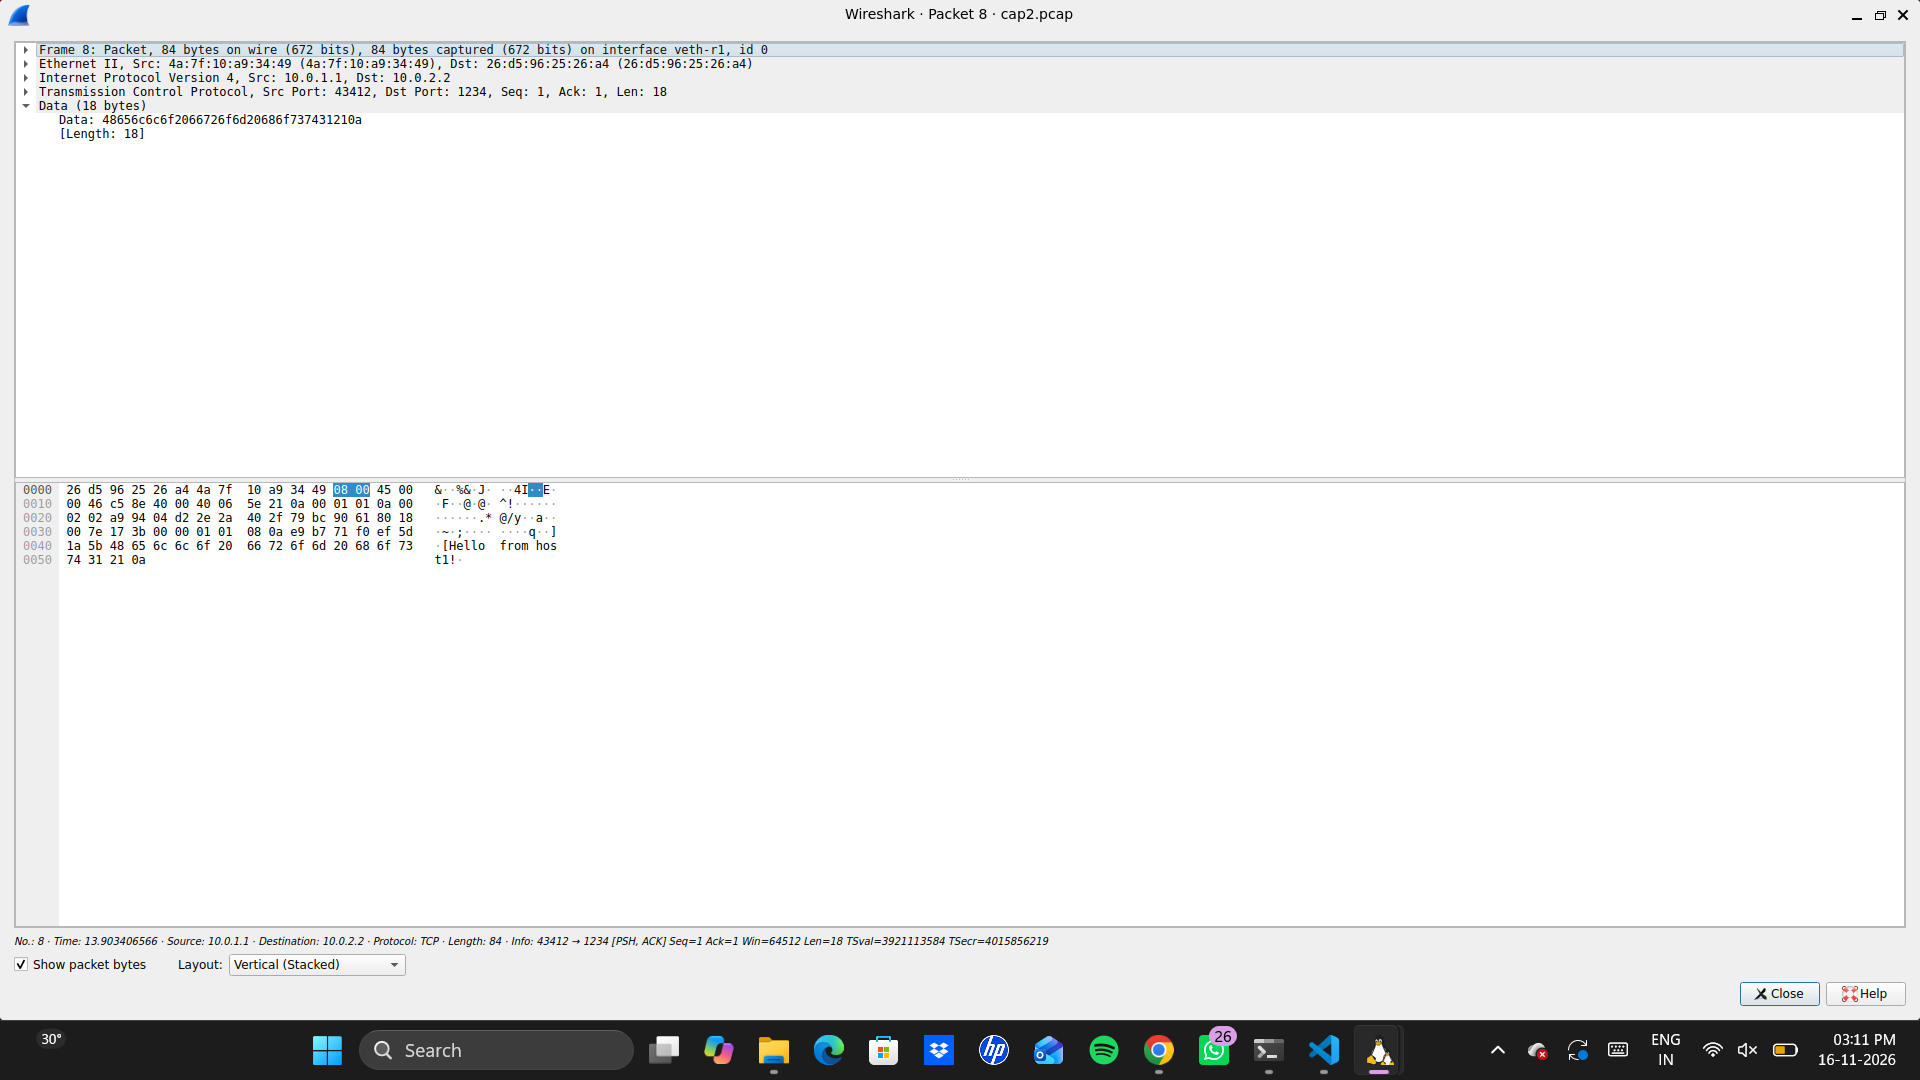 Wireshark · Packet 8 · cap2.pcap
Frame 8: Packet, 84 bytes on wire (672 bits), 84 bytes captured (672 bits) on interface veth-r1, id 0
Ethernet II, Src: 4a:7f:10:a9:34:49 (4a:7f:10:a9:34:49), Dst: 26:d5:96:25:26:a4 (26:d5:96:25:26:a4)
Internet Protocol Version 4, Src: 10.0.1.1, Dst: 10.0.2.2
Transmission Control Protocol, Src Port: 43412, Dst Port: 1234, Seq: 1, Ack: 1, Len: 18
Data (18 bytes)
Data: 48656c6c6f2066726f6d20686f737431210a
[Length: 18]
0000 26 d5 96 25 26 a4 4a 7f 10 a9 34 49 08 00 45 00 &··%&·J· ··4I··E·
0010 00 46 c5 8e 40 00 40 06 5e 21 0a 00 01 01 0a 00 ·F··@·@· ^!······
0020 02 02 a9 94 04 d2 2e 2a 40 2f 79 bc 90 61 80 18 ······.* @/y··a··
0030 00 7e 17 3b 00 00 01 01 08 0a e9 b7 71 f0 ef 5d ·~·;···· ····q··]
0040 1a 5b 48 65 6c 6c 6f 20 66 72 6f 6d 20 68 6f 73 ·[Hello from hos
0050 74 31 21 0a t1!·
No.: 8 · Time: 13.903406566 · Source: 10.0.1.1 · Destination: 10.0.2.2 · Protocol: TCP · Length: 84 · Info: 43412 → 1234 [PSH, ACK] Seq=1 Ack=1 Win=64512 Len=18 TSval=3921113584 TSecr=4015856219
Show packet bytes Layout: Vertical (Stacked)
Close Help
30° Search hp 26 ENG IN 03:11 PM
16-11-2026